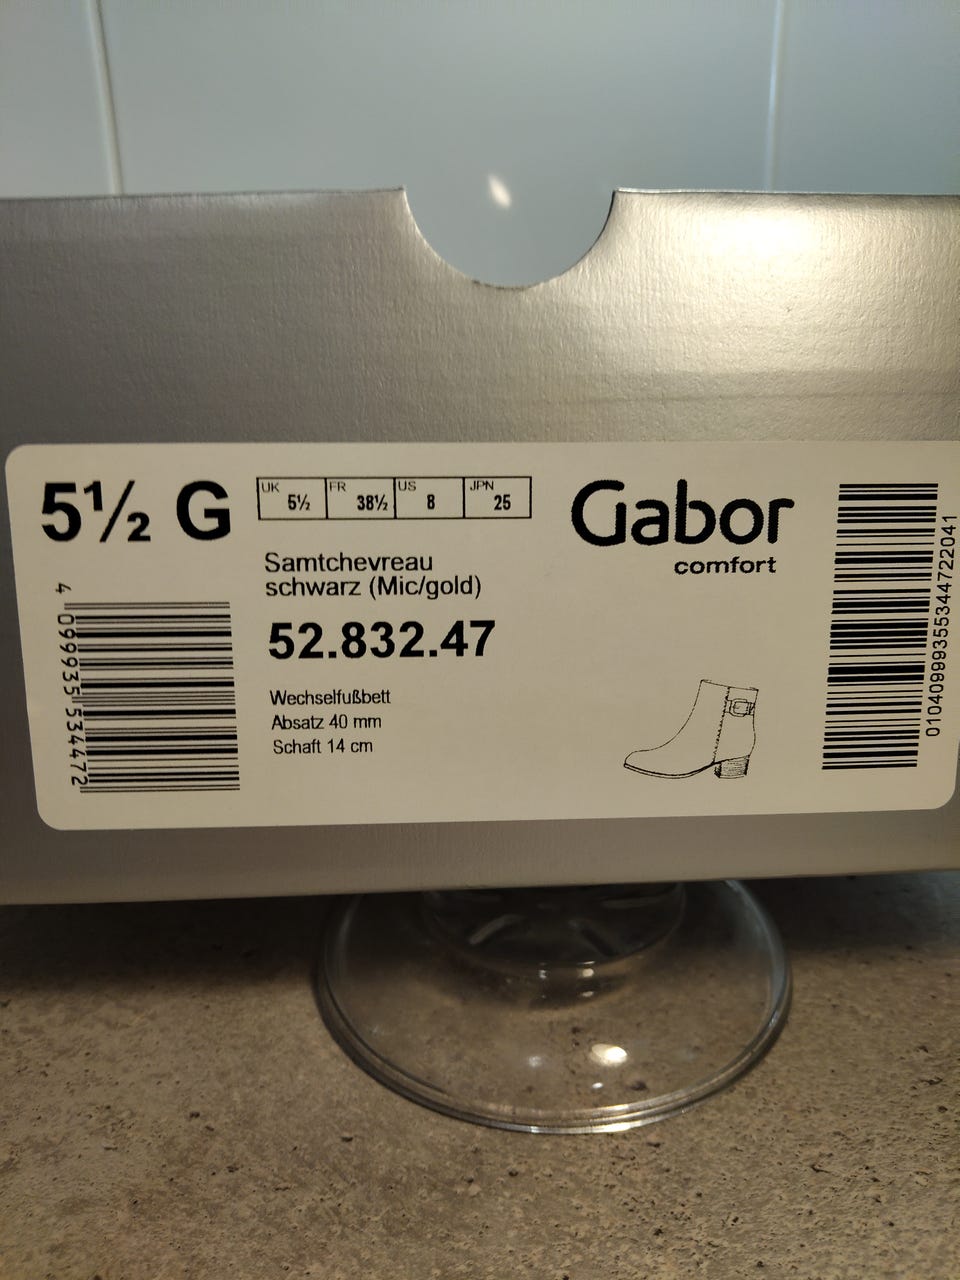 5½ G
UK 5½ FR 38½ US 8 JPN 25
Gabor
comfort
Samtchevreau
schwarz (Mic/gold)
52.832.47
Wechselfußbett
Absatz 40 mm
Schaft 14 cm
4 099935 534472
01040999355344722041